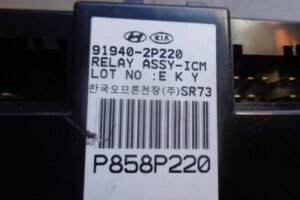 KIA
91940-2P220
RELAY ASSY-ICM
LOT NO :E K Y
한국오므론전장(주)SR73
P858P220